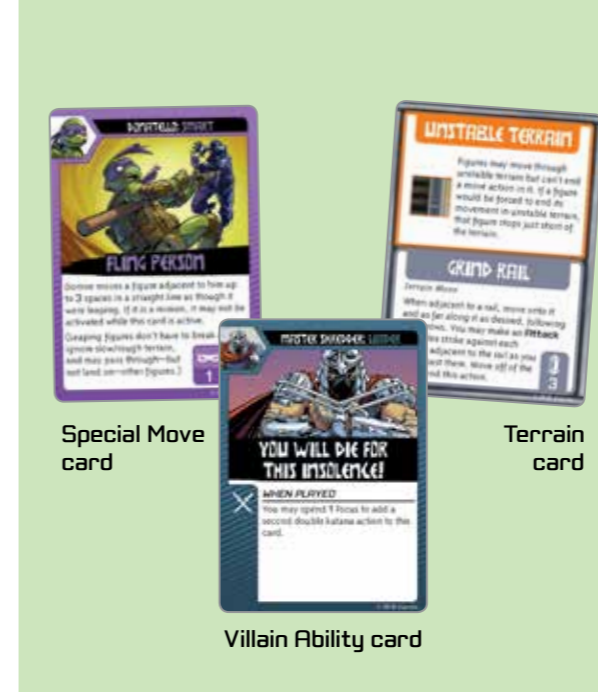 DONATELLO: SMART
FLING PERSON
Donnie moves a figure adjacent to him up
to 3 spaces in a straight line as though it
were leaping. If it is a minion, it may not be
activated while this card is active.
(Leaping figures don't have to break
ignore slow/rough terrain,
and may pass through—but
not land on—other figures.)
1
UNSTABLE TERRAIN
Figures may move through
unstable terrain but can't end
a move action in it. If a figure
would be forced to end its
movement in unstable terrain,
that figure stops just short of
the terrain.
GRIND RAIL
Terrain Move
When adjacent to a rail, move onto it
and as far along it as desired, following
You may make an Attack
strike against each
adjacent to the rail as you
Move off of the
end this action.
3
MASTER SHREDDER: LEADER
YOU WILL DIE FOR
THIS INSOLENCE!
WHEN PLAYED
You may spend 1 focus to add a
second double katana action to this
card.
Special Move
card
Terrain
card
Villain Ability card